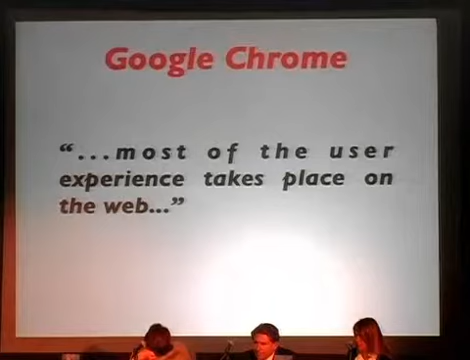 Google Chrome
“...most of the user
experience takes place on
the web...”